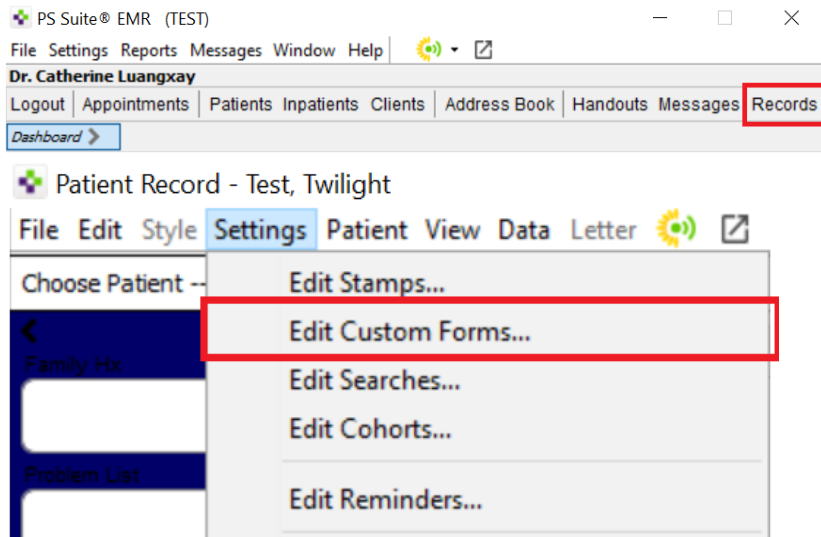 PS Suite® EMR (TEST)
File Settings Reports Messages Window Help
Dr. Catherine Luangxay
Logout Appointments Patients Inpatients Clients Address Book Handouts Messages Records
Dashboard
Patient Record - Test, Twilight
File Edit Style Settings Patient View Data Letter
Choose Patient --
Edit Stamps...
Edit Custom Forms...
Family Hx
Edit Searches...
Edit Cohorts...
Problem List
Edit Reminders...